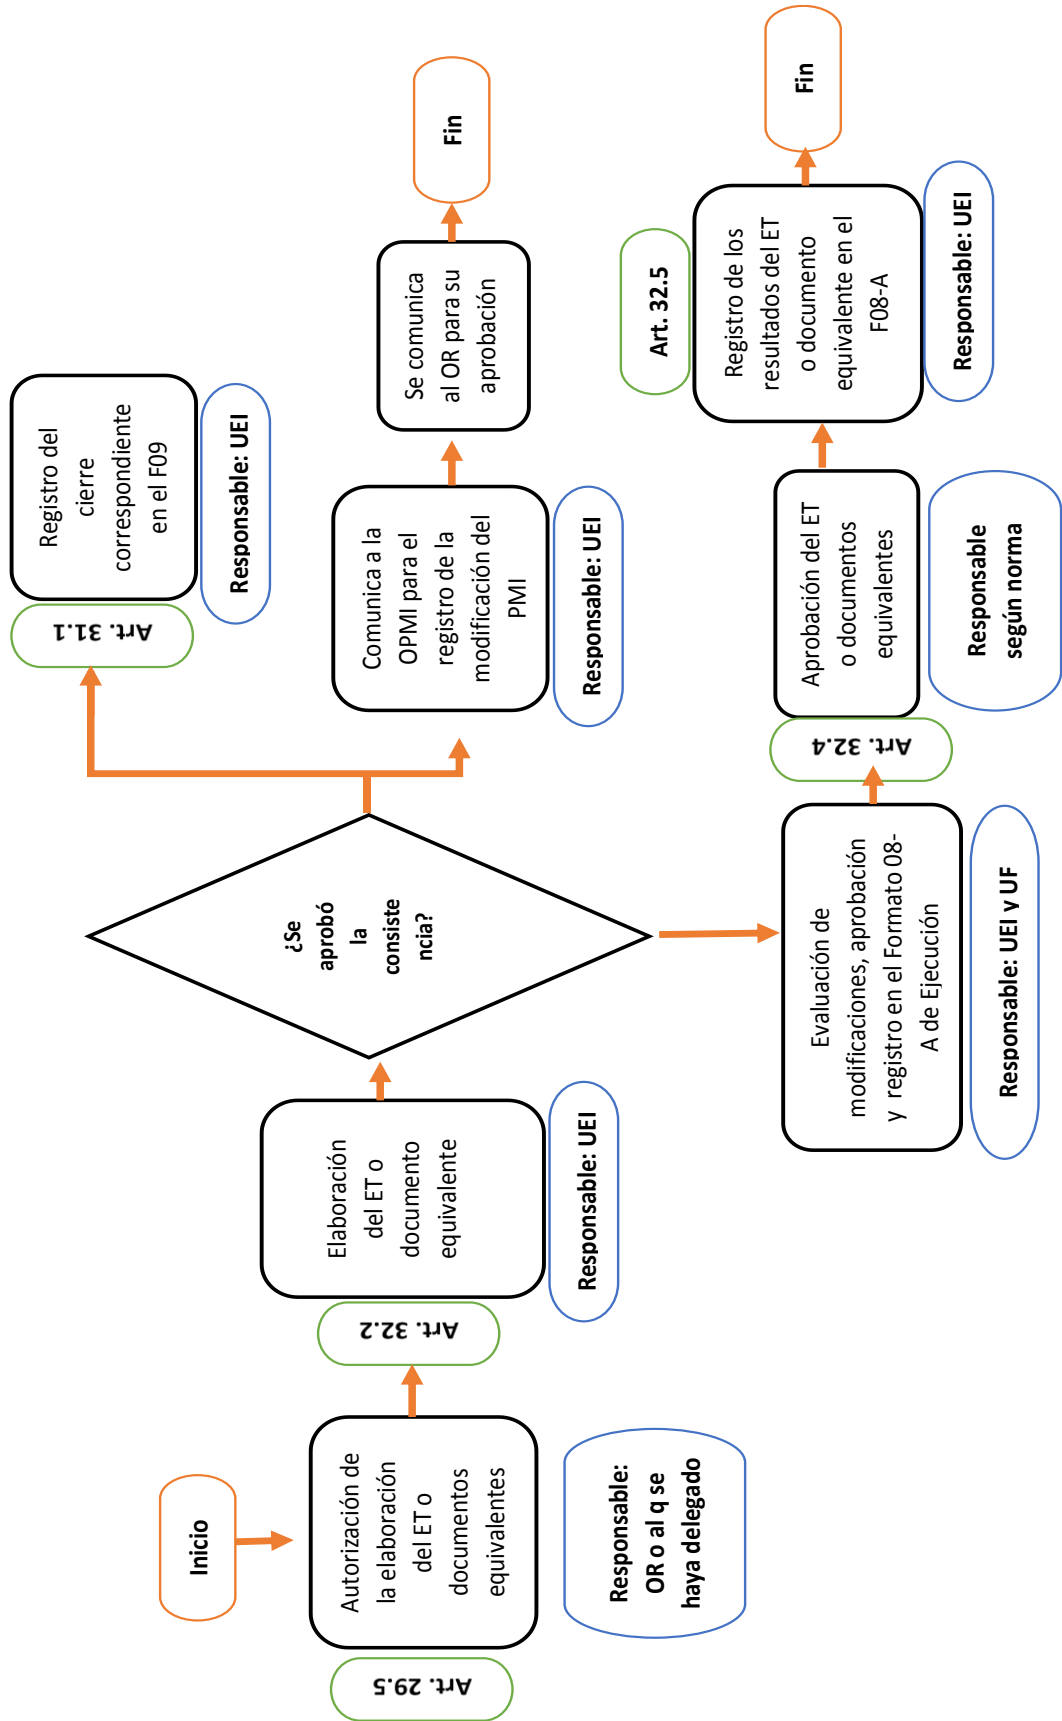 Inicio
Art. 29.5
Autorización de
la elaboración
del ET o
documentos
equivalentes
Responsable:
OR o al q se
haya delegado
Art. 32.2
Elaboración
del ET o
documento
equivalente
Responsable: UEI
¿Se
aprobó
la
consiste
ncia?
Art. 31.1
Registro del
cierre
correspondiente
en el F09
Responsable: UEI
Comunica a la
OPMI para el
registro de la
modificación del
PMI
Responsable: UEI
Se comunica
al OR para su
aprobación
Fin
Evaluación de
modificaciones, aprobación
y registro en el Formato 08-
A de Ejecución
Responsable: UEI y UF
Art. 32.4
Aprobación del ET
o documentos
equivalentes
Responsable
según norma
Art. 32.5
Registro de los
resultados del ET
o documento
equivalente en el
F08-A
Responsable: UEI
Fin